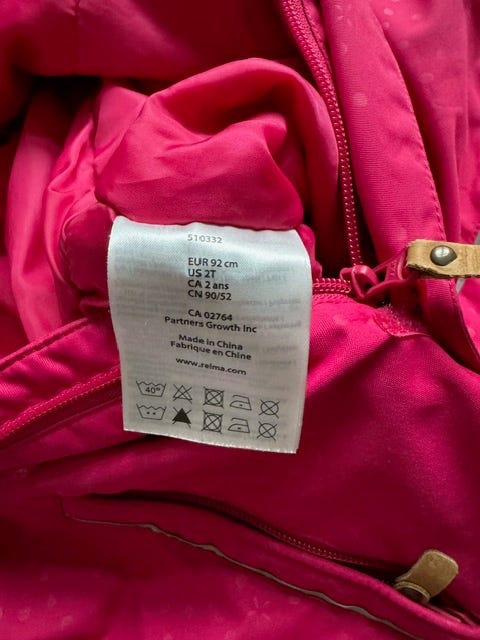 510332
EUR 92 cm
US 2T
CA 2 ans
CN 90/52
CA 02764
Partners Growth Inc
Made in China
Fabrique en Chine
www.reima.com
40°